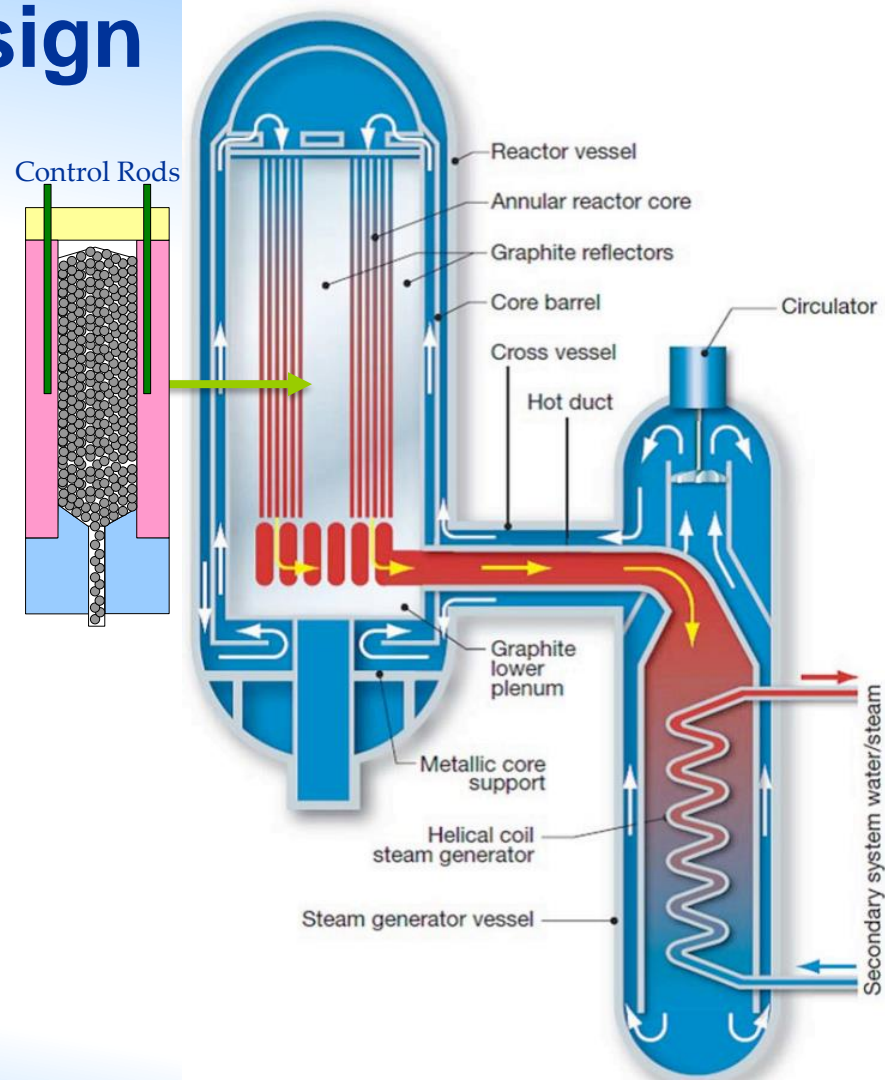 sign
Control Rods
Reactor vessel
Annular reactor core
Graphite reflectors
Core barrel
Circulator
Cross vessel
Hot duct
Graphite
lower
plenum
Metallic core
support
Helical coil
steam generator
Steam generator vessel
Secondary system water/steam